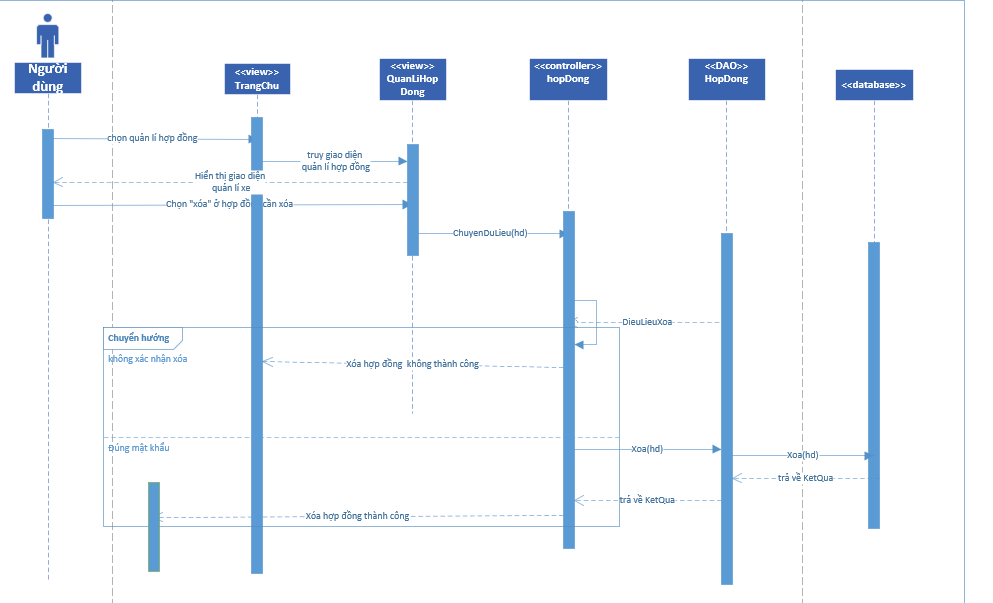 Người
dùng
<<view>>
TrangChu
<<view>>
QuanLiHop
Dong
<<controller>>
hopDong
<<DAO>>
HopDong
<<database>>
chọn quản lí hợp đồng
truy giao diện
quản lí hợp đồng
Hiển thị giao diện
quản lí xe
Chọn "xóa" ở hợp đồng cần xóa
ChuyenDuLieu(hd)
DieuLieuXoa
Chuyển hướng
không xác nhận xóa
Xóa hợp đồng không thành công
Đúng mật khẩu
Xoa(hd)
Xoa(hd)
trả về KetQua
trả về KetQua
Xóa hợp đồng thành công